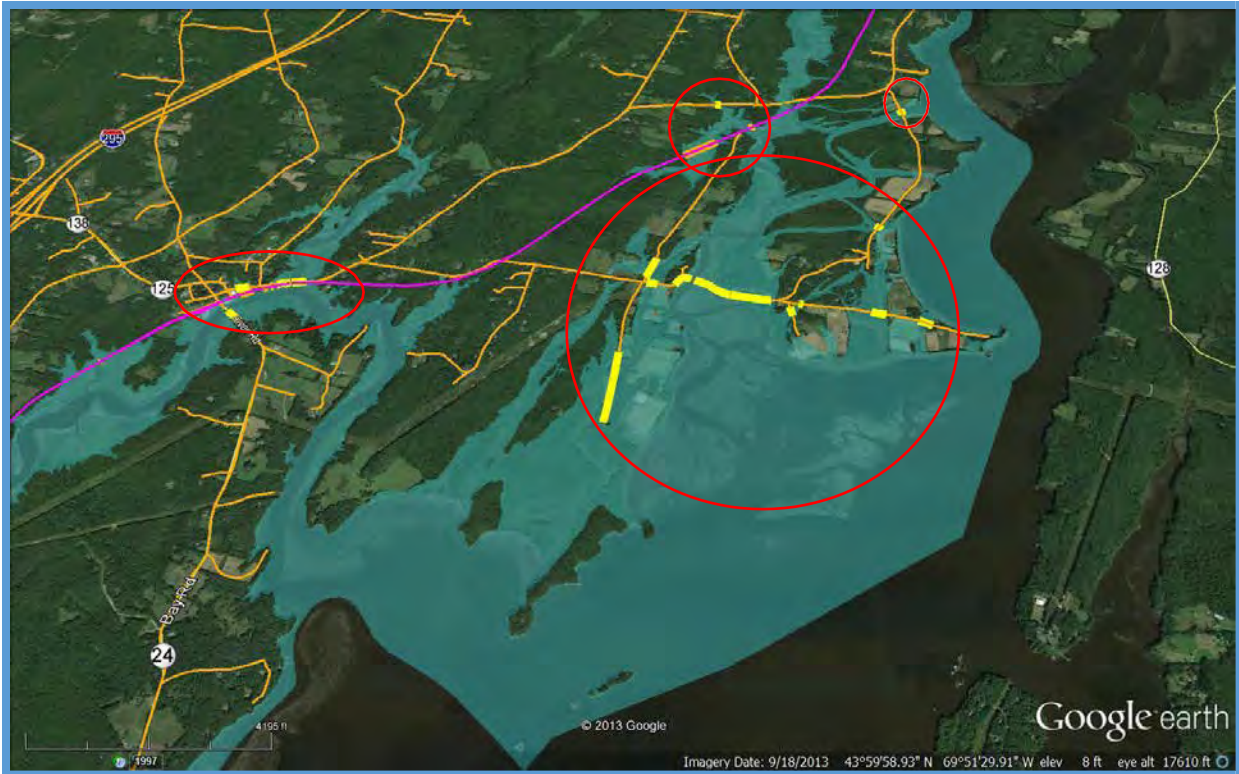 295
138
125
128
Bay Rd
24
4195 ft
© 2013 Google
Google earth
1997
Imagery Date: 9/18/2013 43°59'58.93" N 69°51'29.91" W elev 8 ft eye alt 17610 ft